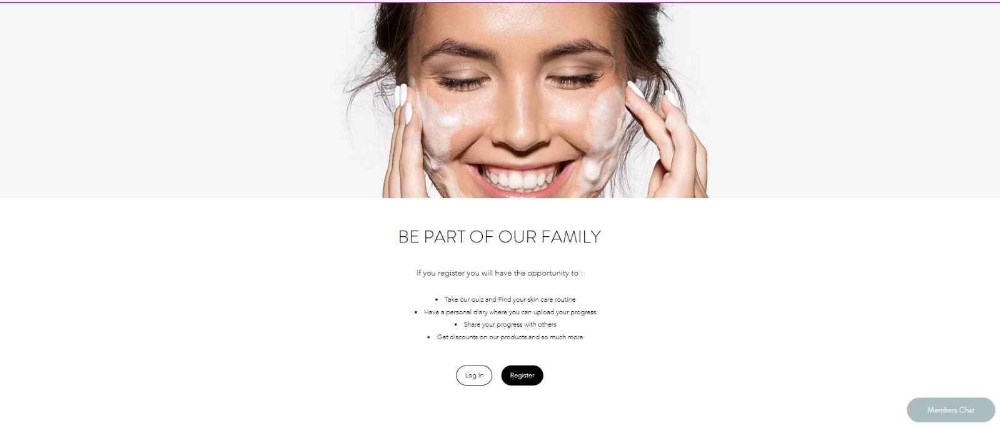 BE PART OF OUR FAMILY
If you register you will have the opportunity to :
• Take our quiz and Find your skin care routine
• Have a personal diary where you can upload your progress
• Share your progress with others
• Get discounts on our products and so much more
Log In
Register
Members Chat